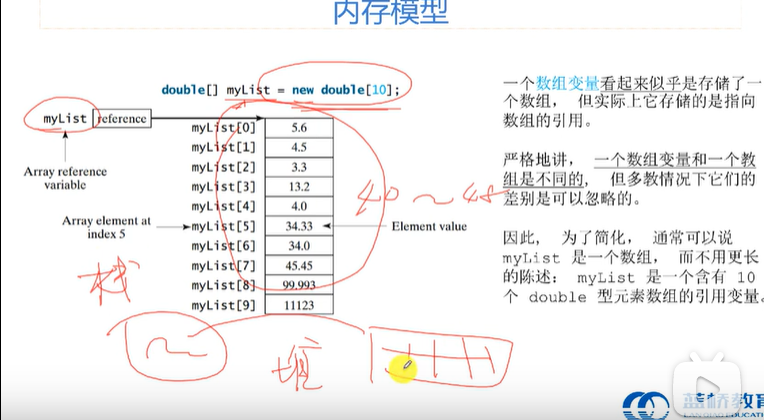 内存模型
double[] myList = new double[10];
myList reference
Array reference
variable
Array element at
index 5
myList[0] 5.6
myList[1] 4.5
myList[2] 3.3
myList[3] 13.2
myList[4] 4.0
myList[5] 34.33
myList[6] 34.0
myList[7] 45.45
myList[8] 99.993
myList[9] 11123
Element value
40~48
栈
堆
一个数组变量看起来似乎是存储了一
个数组, 但实际上它存储的是指向
数组的引用。
严格地讲, 一个数组变量和一个数
组是不同的, 但多数情况下它们的
差别是可以忽略的。
因此, 为了简化, 通常可以说
myList 是一个数组, 而不用更长
的陈述: myList 是一个含有 10
个 double 型元素数组的引用变量。
蓝桥教育